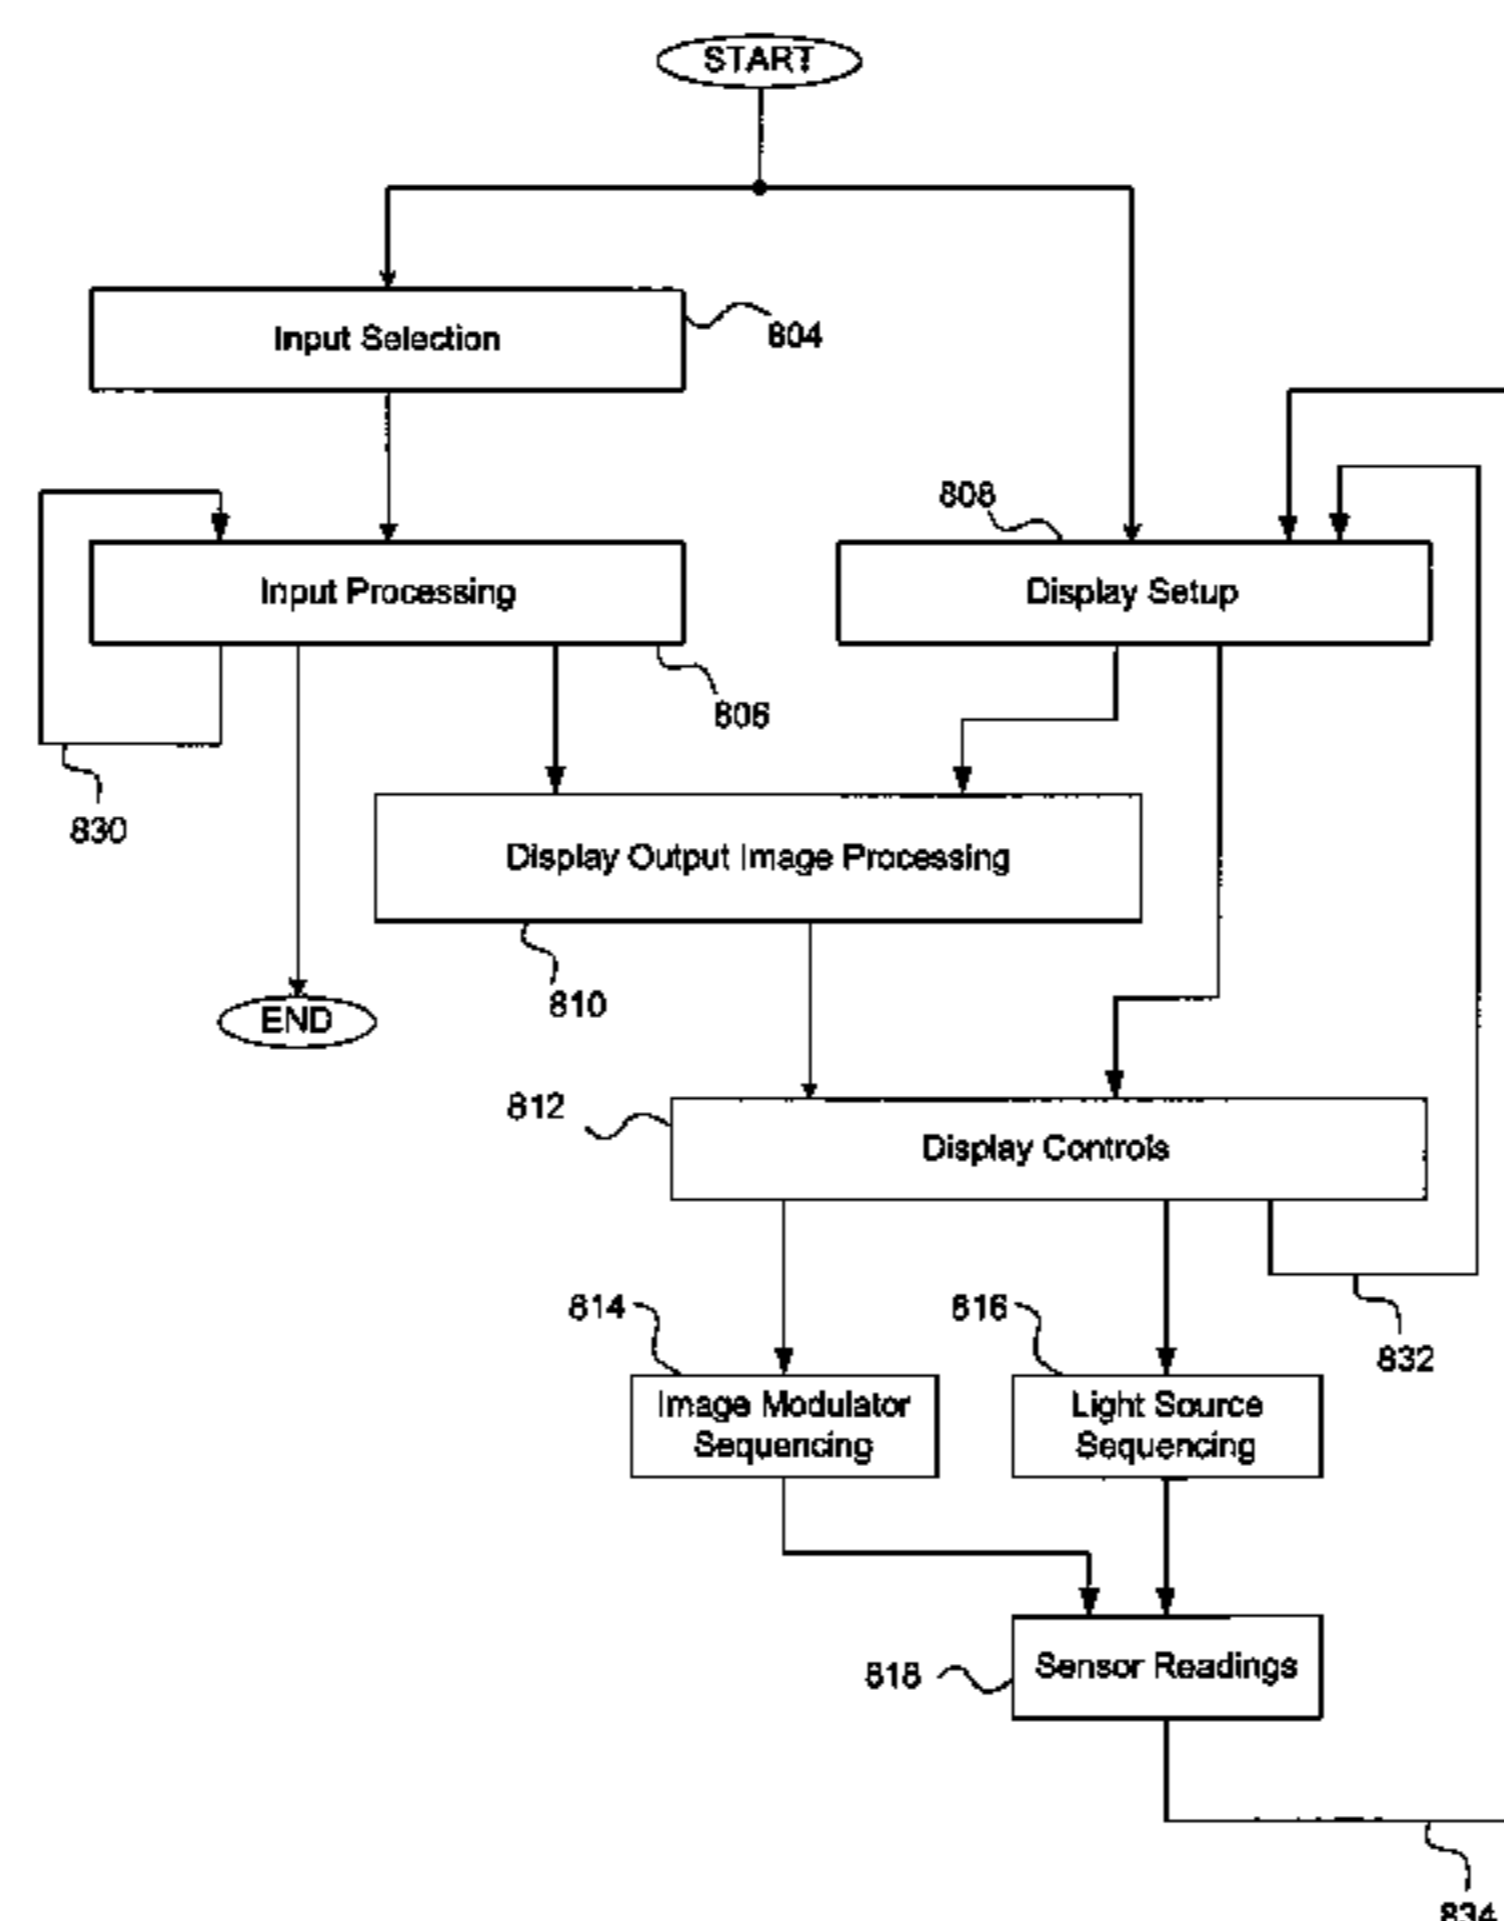 START
Input Selection
804
808
Input Processing
Display Setup
806
830
Display Output Image Processing
810
END
812
Display Controls
814
816
832
Image Modulator
Sequencing
Light Source
Sequencing
818
Sensor Readings
834